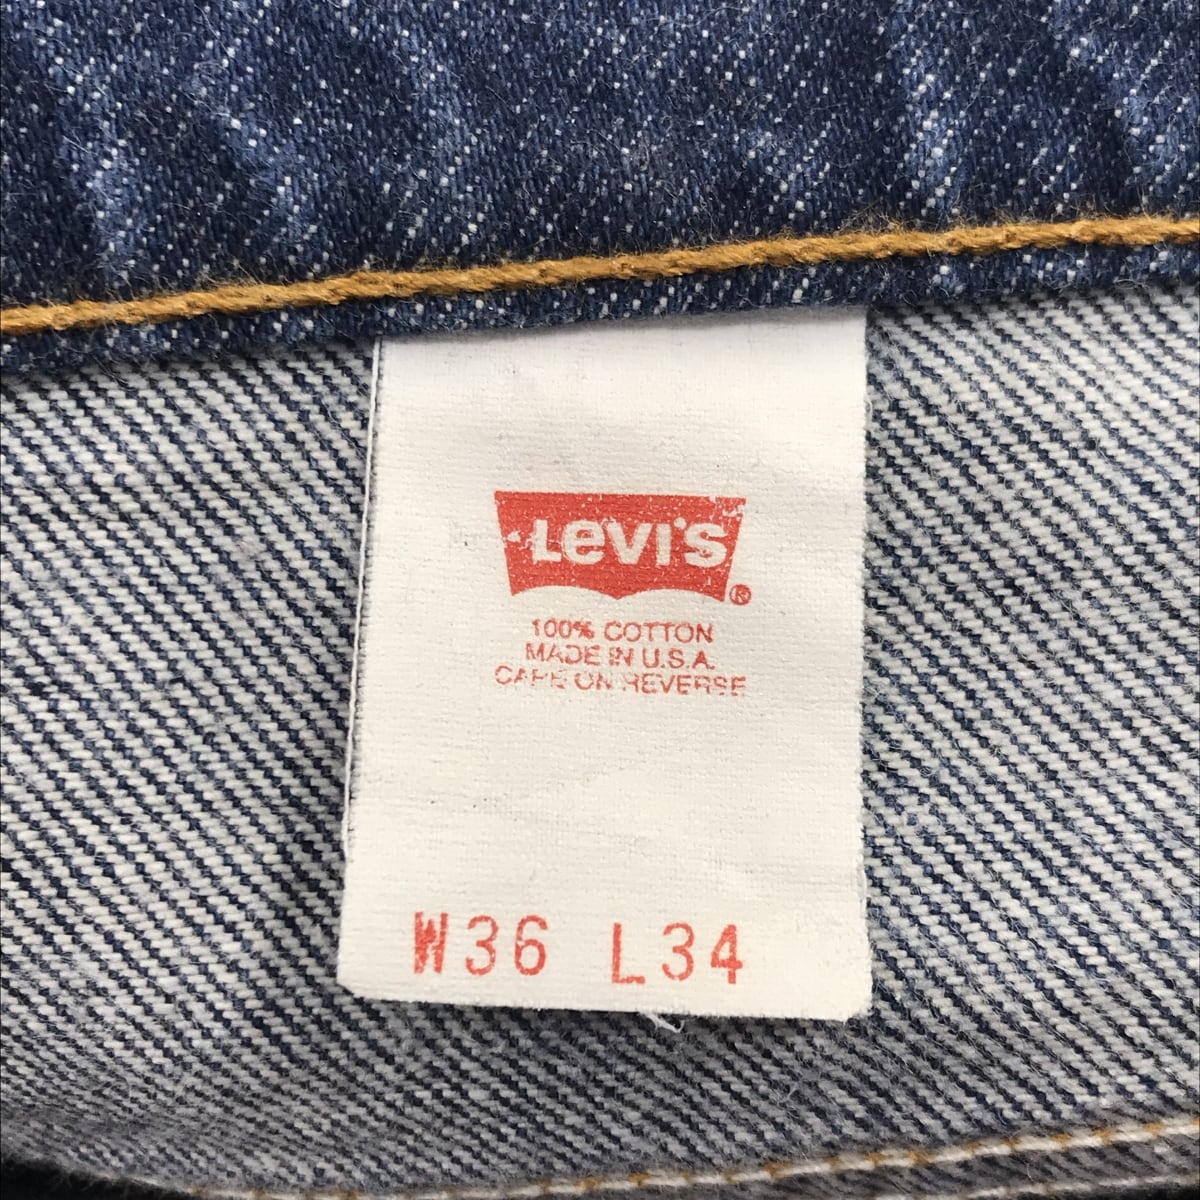 LEVI'S ®
100% COTTON
MADE IN U.S.A.
CARE ON REVERSE
W36 L34